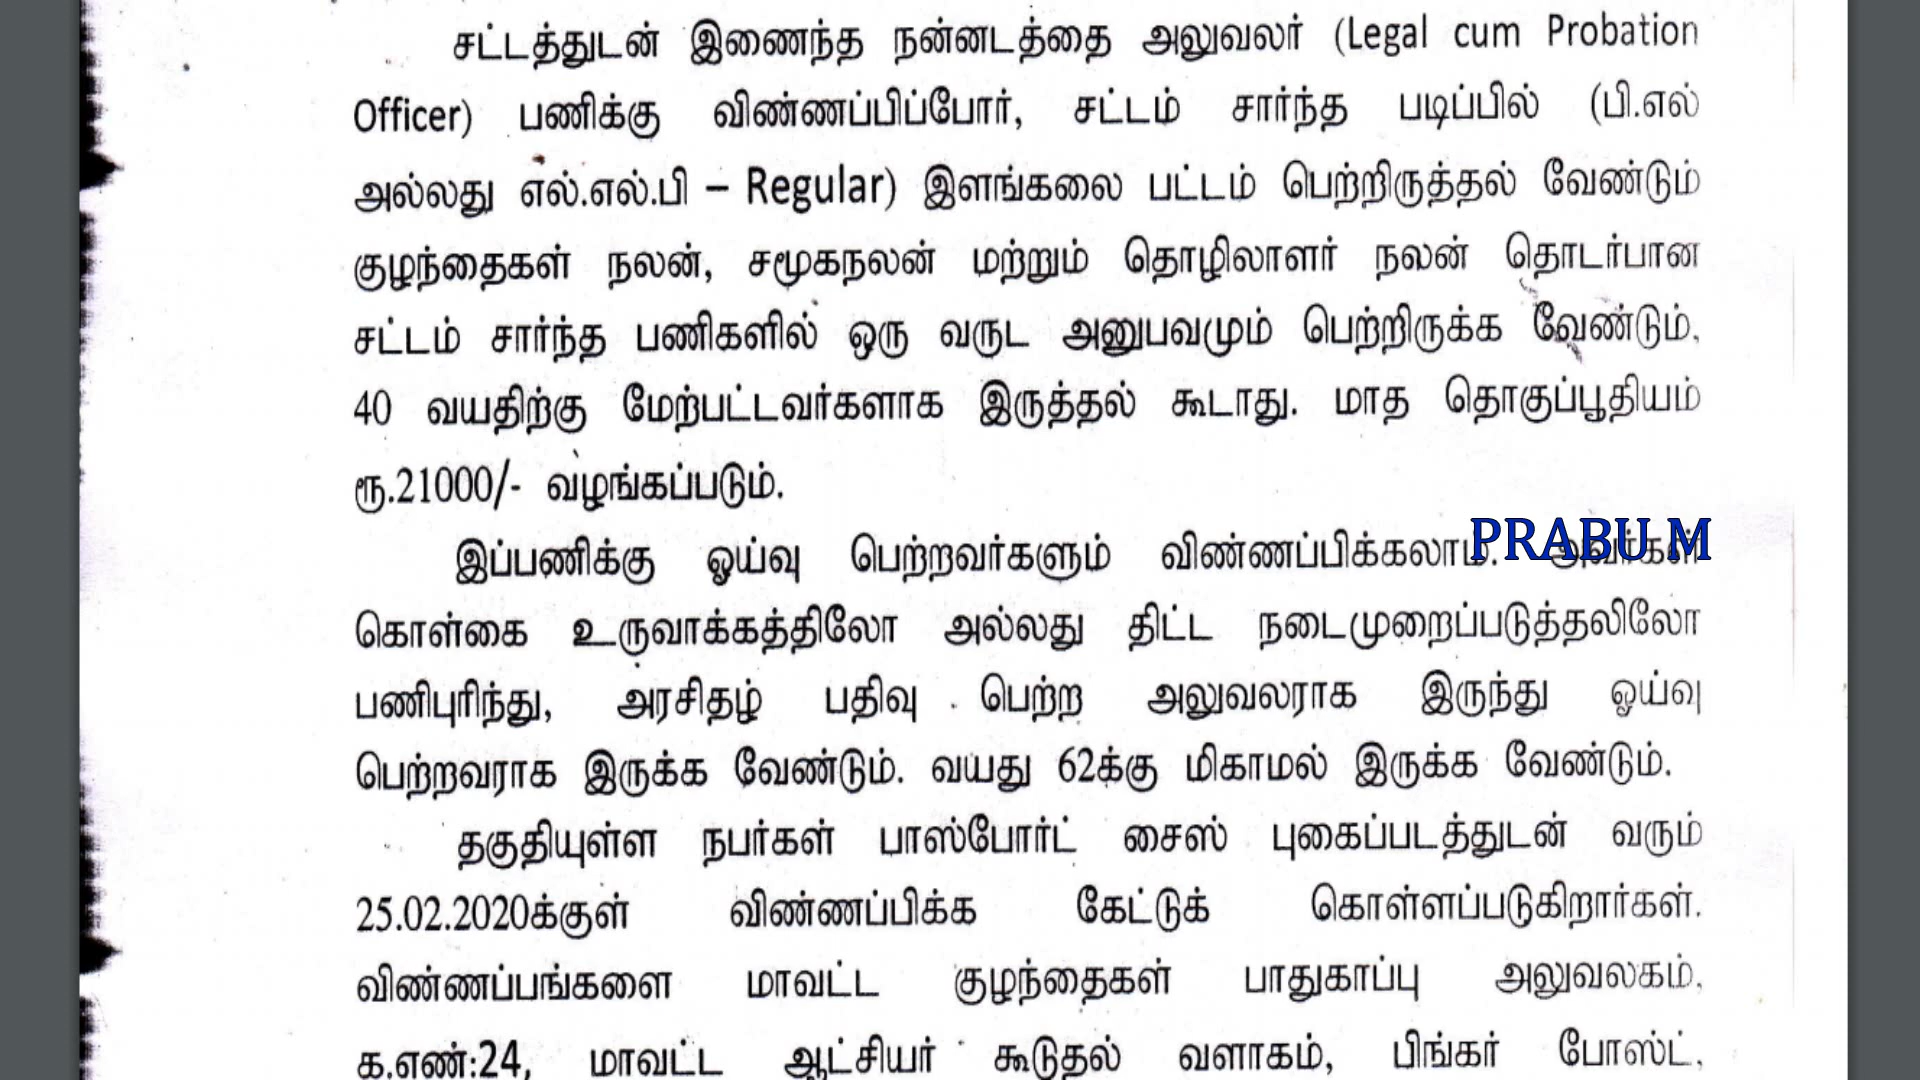 சட்டத்துடன் இணைந்த நன்னடத்தை அலுவலர் (Legal cum Probation
Officer) பணிக்கு விண்ணப்பிப்போர், சட்டம் சார்ந்த படிப்பில் (பி.எல்
அல்லது எல்.எல்.பி – Regular) இளங்கலை பட்டம் பெற்றிருத்தல் வேண்டும்
குழந்தைகள் நலன், சமூகநலன் மற்றும் தொழிலாளர் நலன் தொடர்பான
சட்டம் சார்ந்த பணிகளில் ஒரு வருட அனுபவமும் பெற்றிருக்க வேண்டும்.
40 வயதிற்கு மேற்பட்டவர்களாக இருத்தல் கூடாது. மாத தொகுப்பூதியம்
ரூ.21000/- வழங்கப்படும்.
இப்பணிக்கு ஓய்வு பெற்றவர்களும் விண்ணப்பிக்கலாம். அவர்கள்
PRABU M
கொள்கை உருவாக்கத்திலோ அல்லது திட்ட நடைமுறைப்படுத்தலிலோ
பணிபுரிந்து, அரசிதழ் பதிவு பெற்ற அலுவலராக இருந்து ஓய்வு
பெற்றவராக இருக்க வேண்டும். வயது 62க்கு மிகாமல் இருக்க வேண்டும்.
தகுதியுள்ள நபர்கள் பாஸ்போர்ட் சைஸ் புகைப்படத்துடன் வரும்
25.02.2020க்குள் விண்ணப்பிக்க கேட்டுக் கொள்ளப்படுகிறார்கள்.
விண்ணப்பங்களை மாவட்ட குழந்தைகள் பாதுகாப்பு அலுவலகம்,
க.எண்:24, மாவட்ட ஆட்சியர் கூடுதல் வளாகம், பிங்கர் போஸ்ட்,